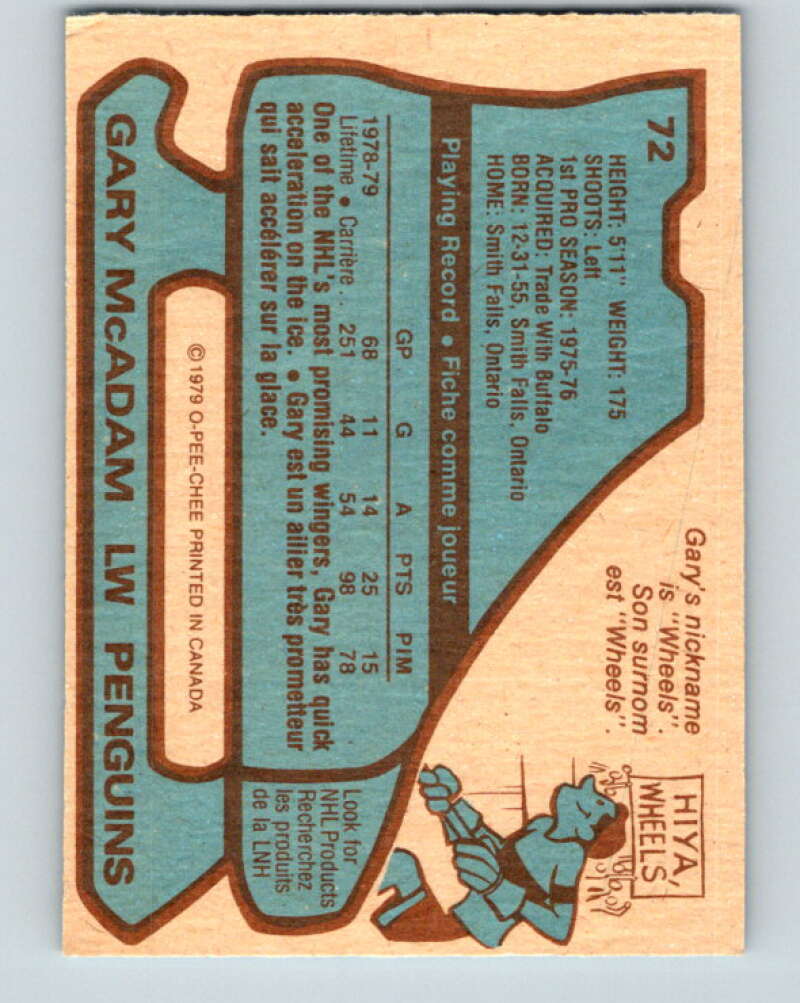 72
HEIGHT: 5'11" WEIGHT: 175
SHOOTS: Left
1st PRO SEASON: 1975-76
ACQUIRED: Trade With Buffalo
BORN: 12-31-55, Smith Falls, Ontario
HOME: Smith Falls, Ontario
Gary's nickname
is "Wheels".
Son surnom
est "Wheels".
HIYA,
WHEELS
Playing Record • Fiche comme joueur
GP G A PTS PIM
1978-79 68 11 14 25 15
Lifetime • Carrière . . 251 44 54 98 78
One of the NHL's most promising wingers, Gary has quick
acceleration on the ice. • Gary est un ailier très prometteur
qui sait accélérer sur la glace.
Look for
NHL Products
Recherchez
les produits
de la LNH
©1979 O-PEE-CHEE PRINTED IN CANADA
GARY McADAM LW PENGUINS